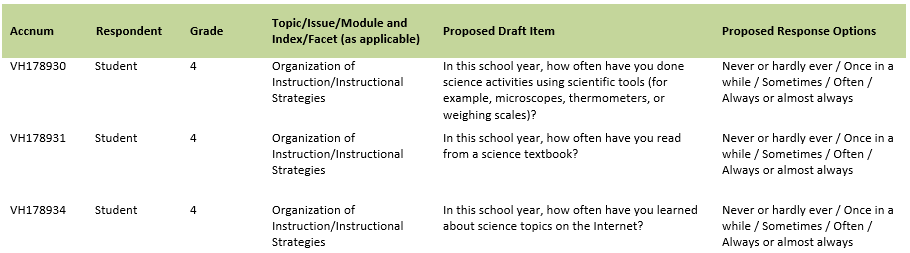 Accnum Respondent Grade Topic/Issue/Module and Index/Facet (as applicable) Proposed Draft Item Proposed Response Options
VH178930 Student 4 Organization of In this school year, how often have you done Never or hardly ever / Once in a
Instruction/Instructional science activities using scientific tools (for while / Sometimes / Often /
Strategies example, microscopes, thermometers, or Always or almost always
weighing scales)?
VH178931 Student 4 Organization of In this school year, how often have you read Never or hardly ever / Once in a
Instruction/Instructional from a science textbook? while / Sometimes / Often /
Strategies Always or almost always
VH178934 Student 4 Organization of In this school year, how often have you learned Never or hardly ever / Once in a
Instruction/Instructional about science topics on the Internet? while / Sometimes / Often /
Strategies Always or almost always